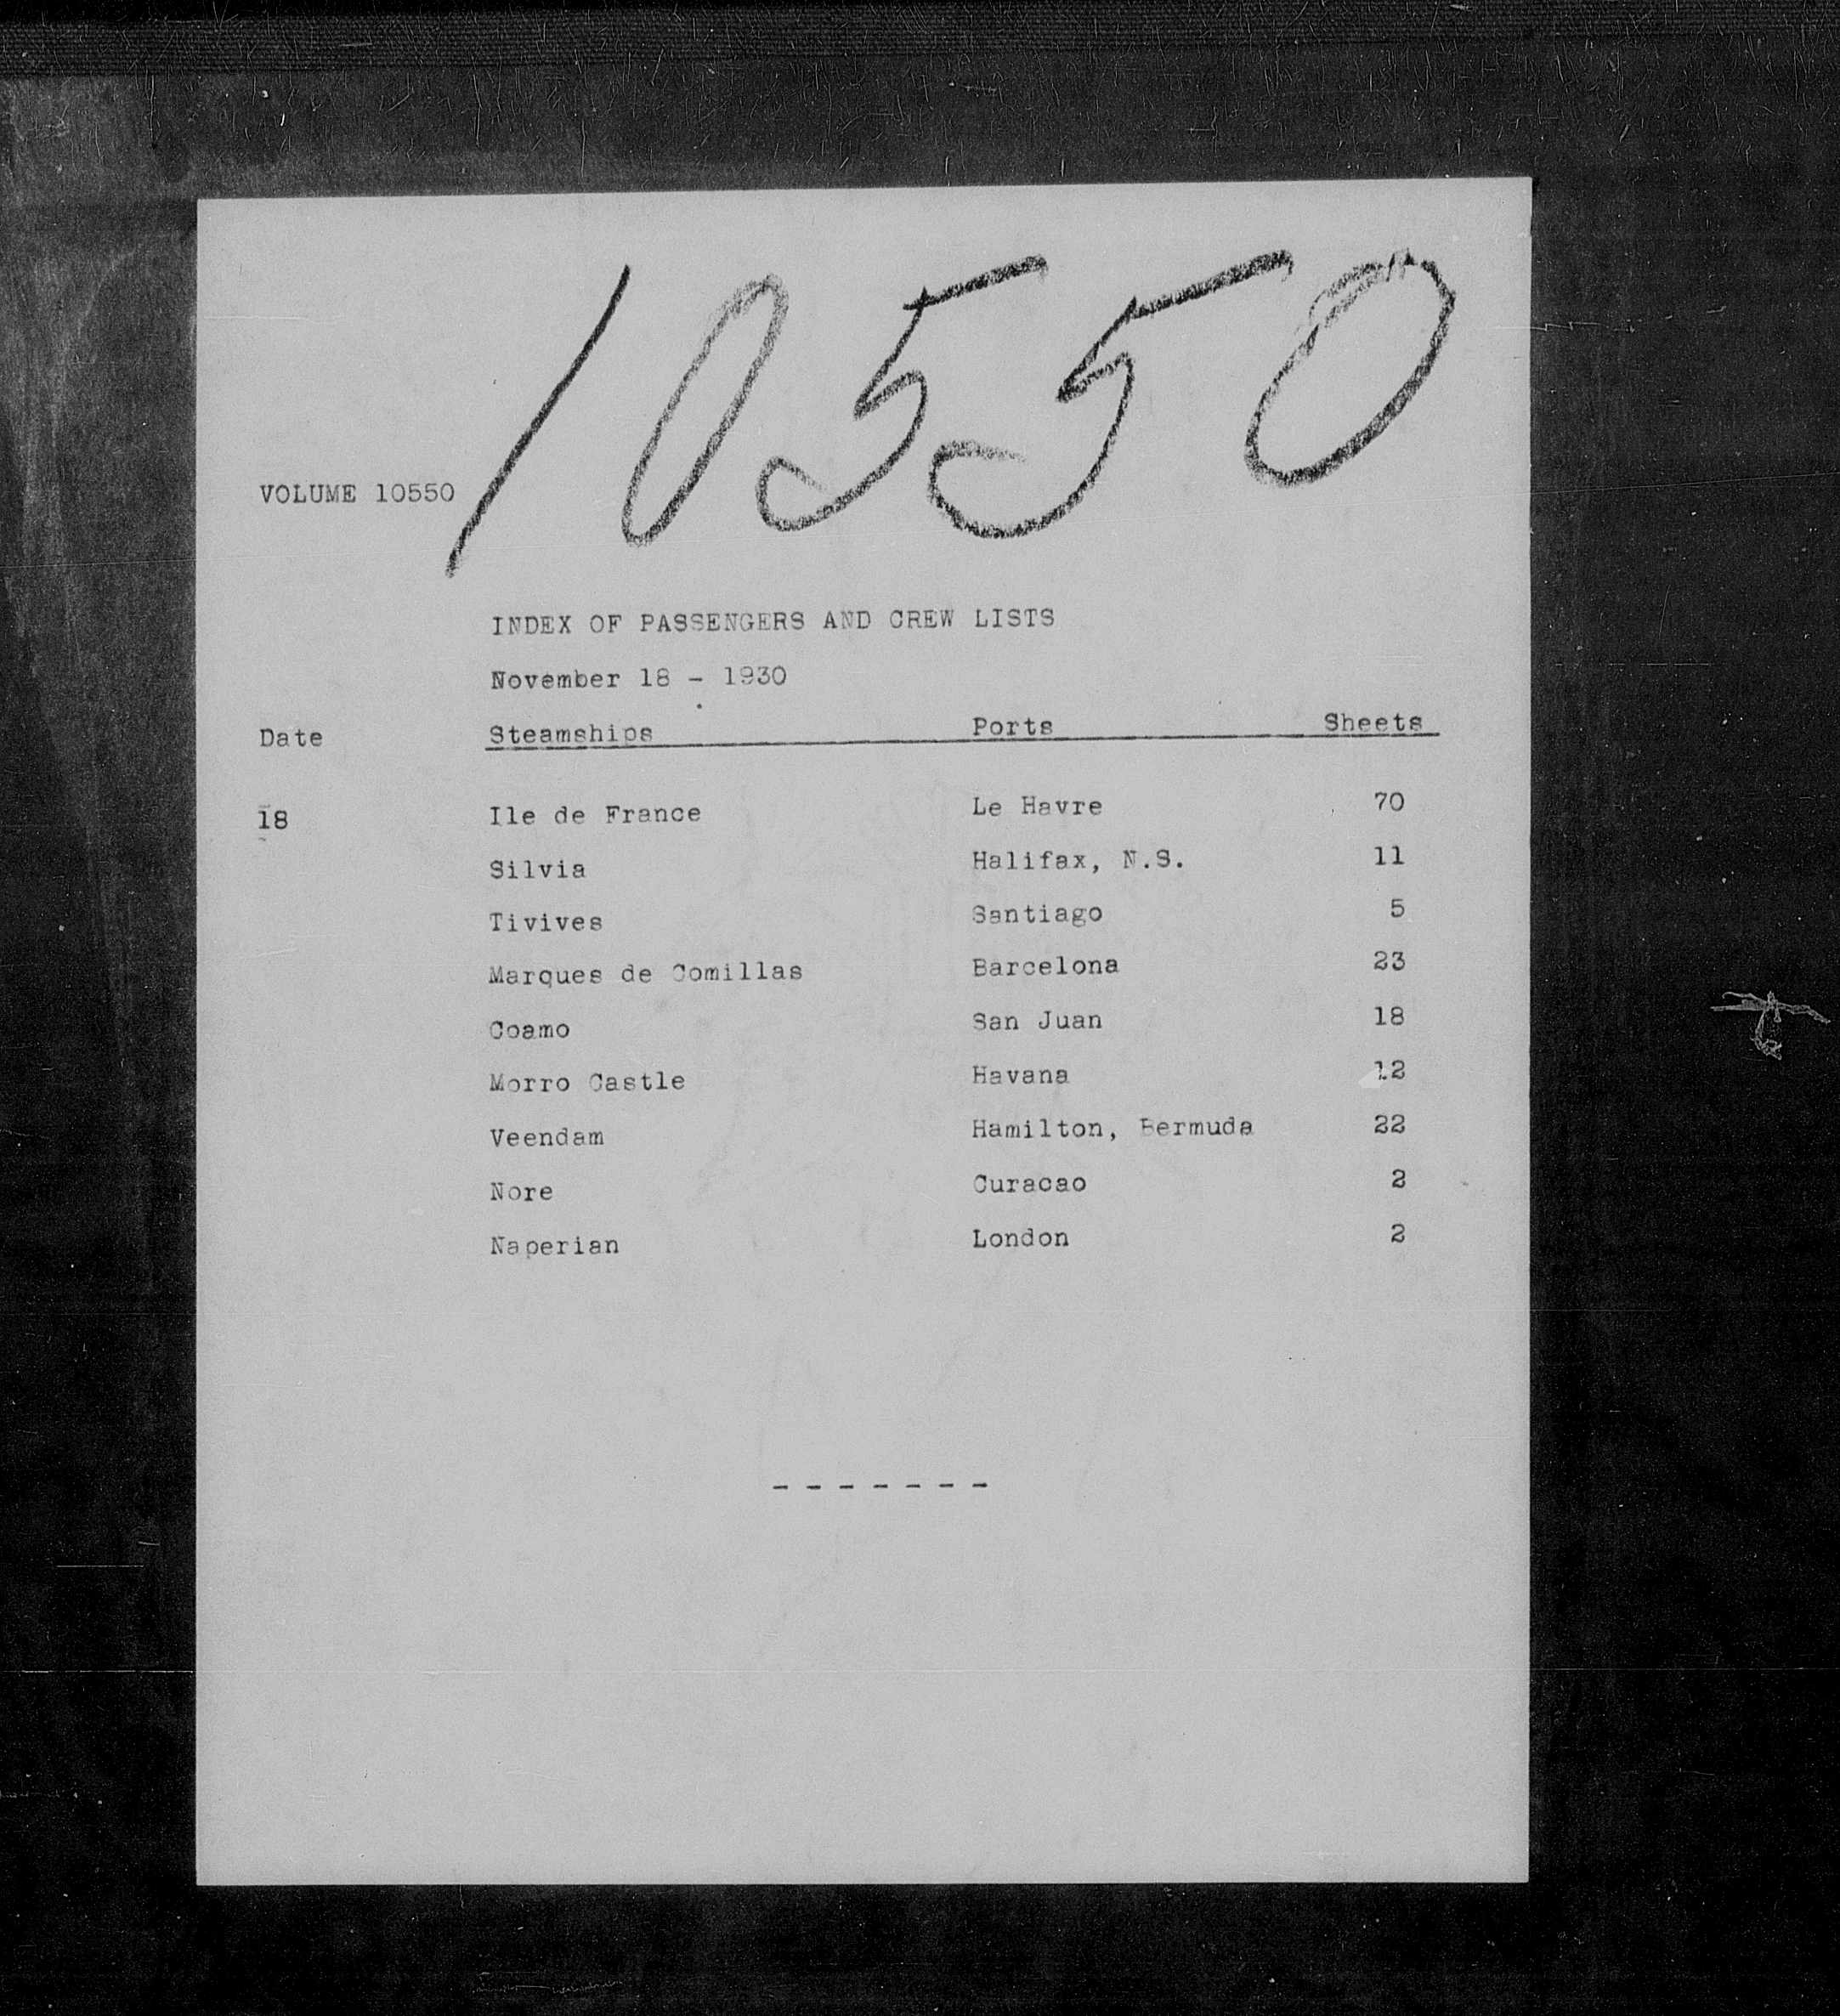 10550
VOLUME 10550
INDEX OF PASSENGERS AND CREW LISTS
November 18 - 1930
Date Steamships Ports Sheets
18 Ile de France Le Havre 70
Silvia Halifax, N.S. 11
Tivives Santiago 5
Marques de Comillas Barcelona 23
Coamo San Juan 18
Morro Castle Havana 12
Veendam Hamilton, Bermuda 22
Nore Curacao 2
Naperian London 2
- - - - - - -